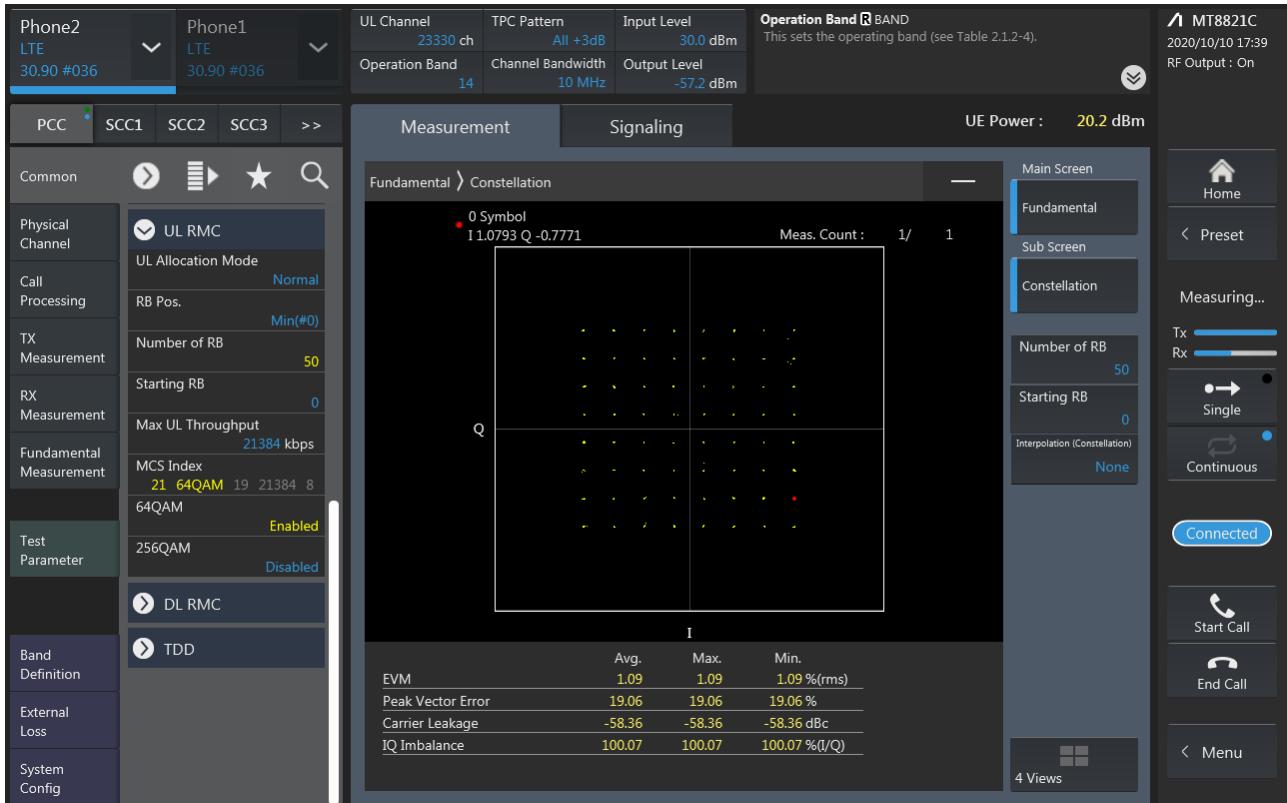 Phone2
LTE
30.90 #036
Phone1
LTE
30.90 #036
UL Channel
23330 ch
TPC Pattern
All +3dB
Input Level
30.0 dBm
Operation Band
14
Channel Bandwidth
10 MHz
Output Level
-57.2 dBm
Operation Band R BAND
This sets the operating band (see Table 2.1.2-4).
MT8821C
2020/10/10 17:39
RF Output : On
PCC SCC1 SCC2 SCC3 >>
Common
Physical
Channel
Call
Processing
TX
Measurement
RX
Measurement
Fundamental
Measurement
Test
Parameter
Band
Definition
External
Loss
System
Config
UL RMC
UL Allocation Mode
Normal
RB Pos.
Min(#0)
Number of RB
50
Starting RB
0
Max UL Throughput
21384 kbps
MCS Index
21 64QAM 19 21384 8
64QAM
Enabled
256QAM
Disabled
DL RMC
TDD
Measurement
Signaling
UE Power : 20.2 dBm
Fundamental 〉 Constellation
0 Symbol
I 1.0793 Q -0.7771
Meas. Count : 1/ 1
Q
I
Avg. Max. Min.
EVM 1.09 1.09 1.09 %(rms)
Peak Vector Error 19.06 19.06 19.06 %
Carrier Leakage -58.36 -58.36 -58.36 dBc
IQ Imbalance 100.07 100.07 100.07 %(I/Q)
Main Screen
Fundamental
Sub Screen
Constellation
Number of RB
50
Starting RB
0
Interpolation (Constellation)
None
4 Views
Home
< Preset
Measuring...
Tx
Rx
Single
Continuous
Connected
Start Call
End Call
< Menu